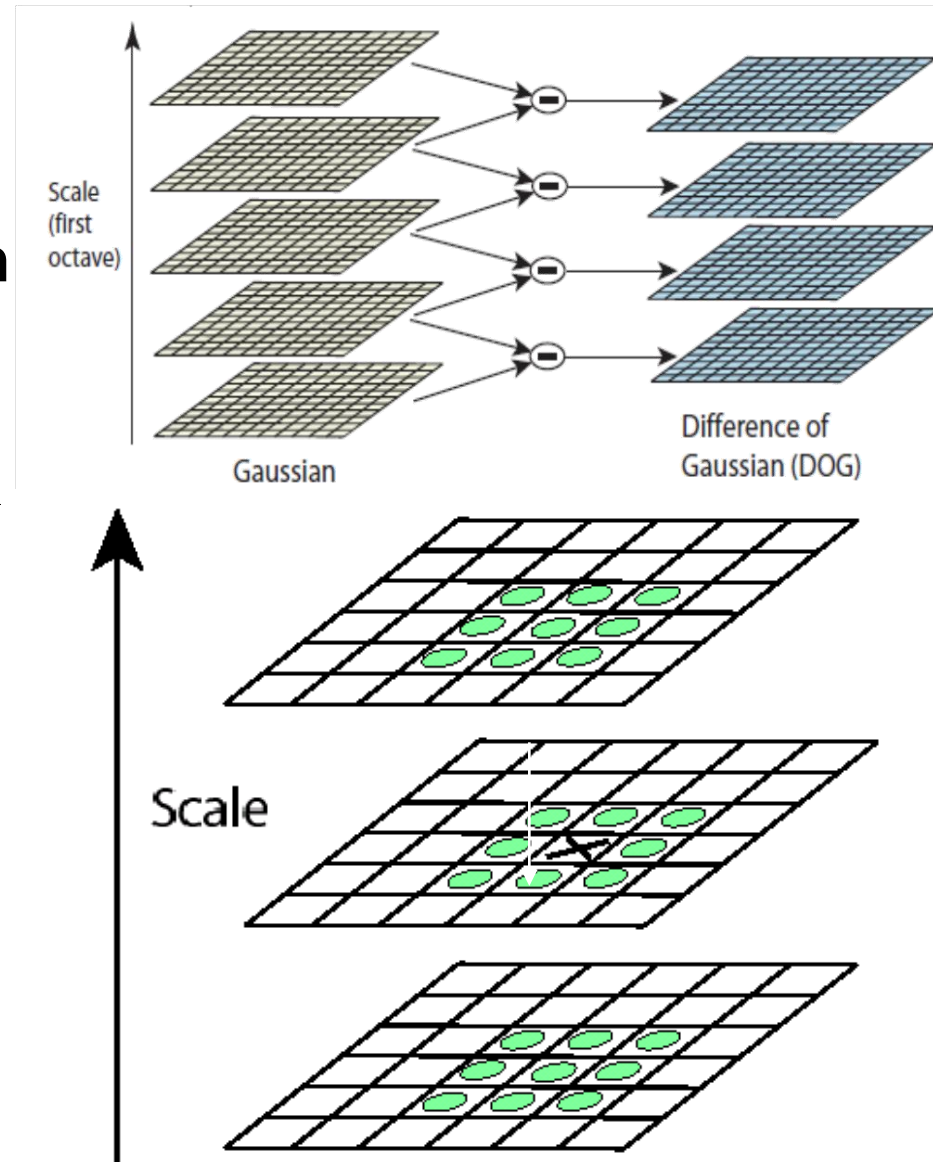 Scale
(first
octave)
Gaussian
Difference of
Gaussian (DOG)
Scale